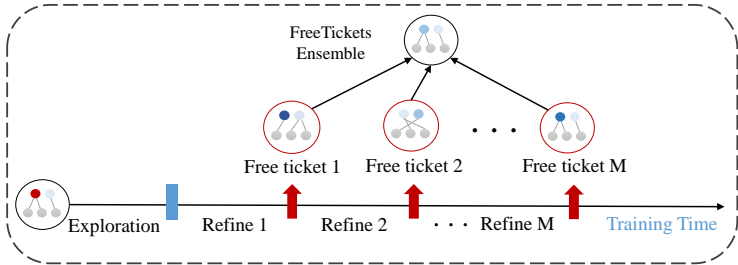 FreeTickets
Ensemble
Free ticket 1
Free ticket 2
. . .
Free ticket M
Exploration
Refine 1
Refine 2
. . .
Refine M
Training Time